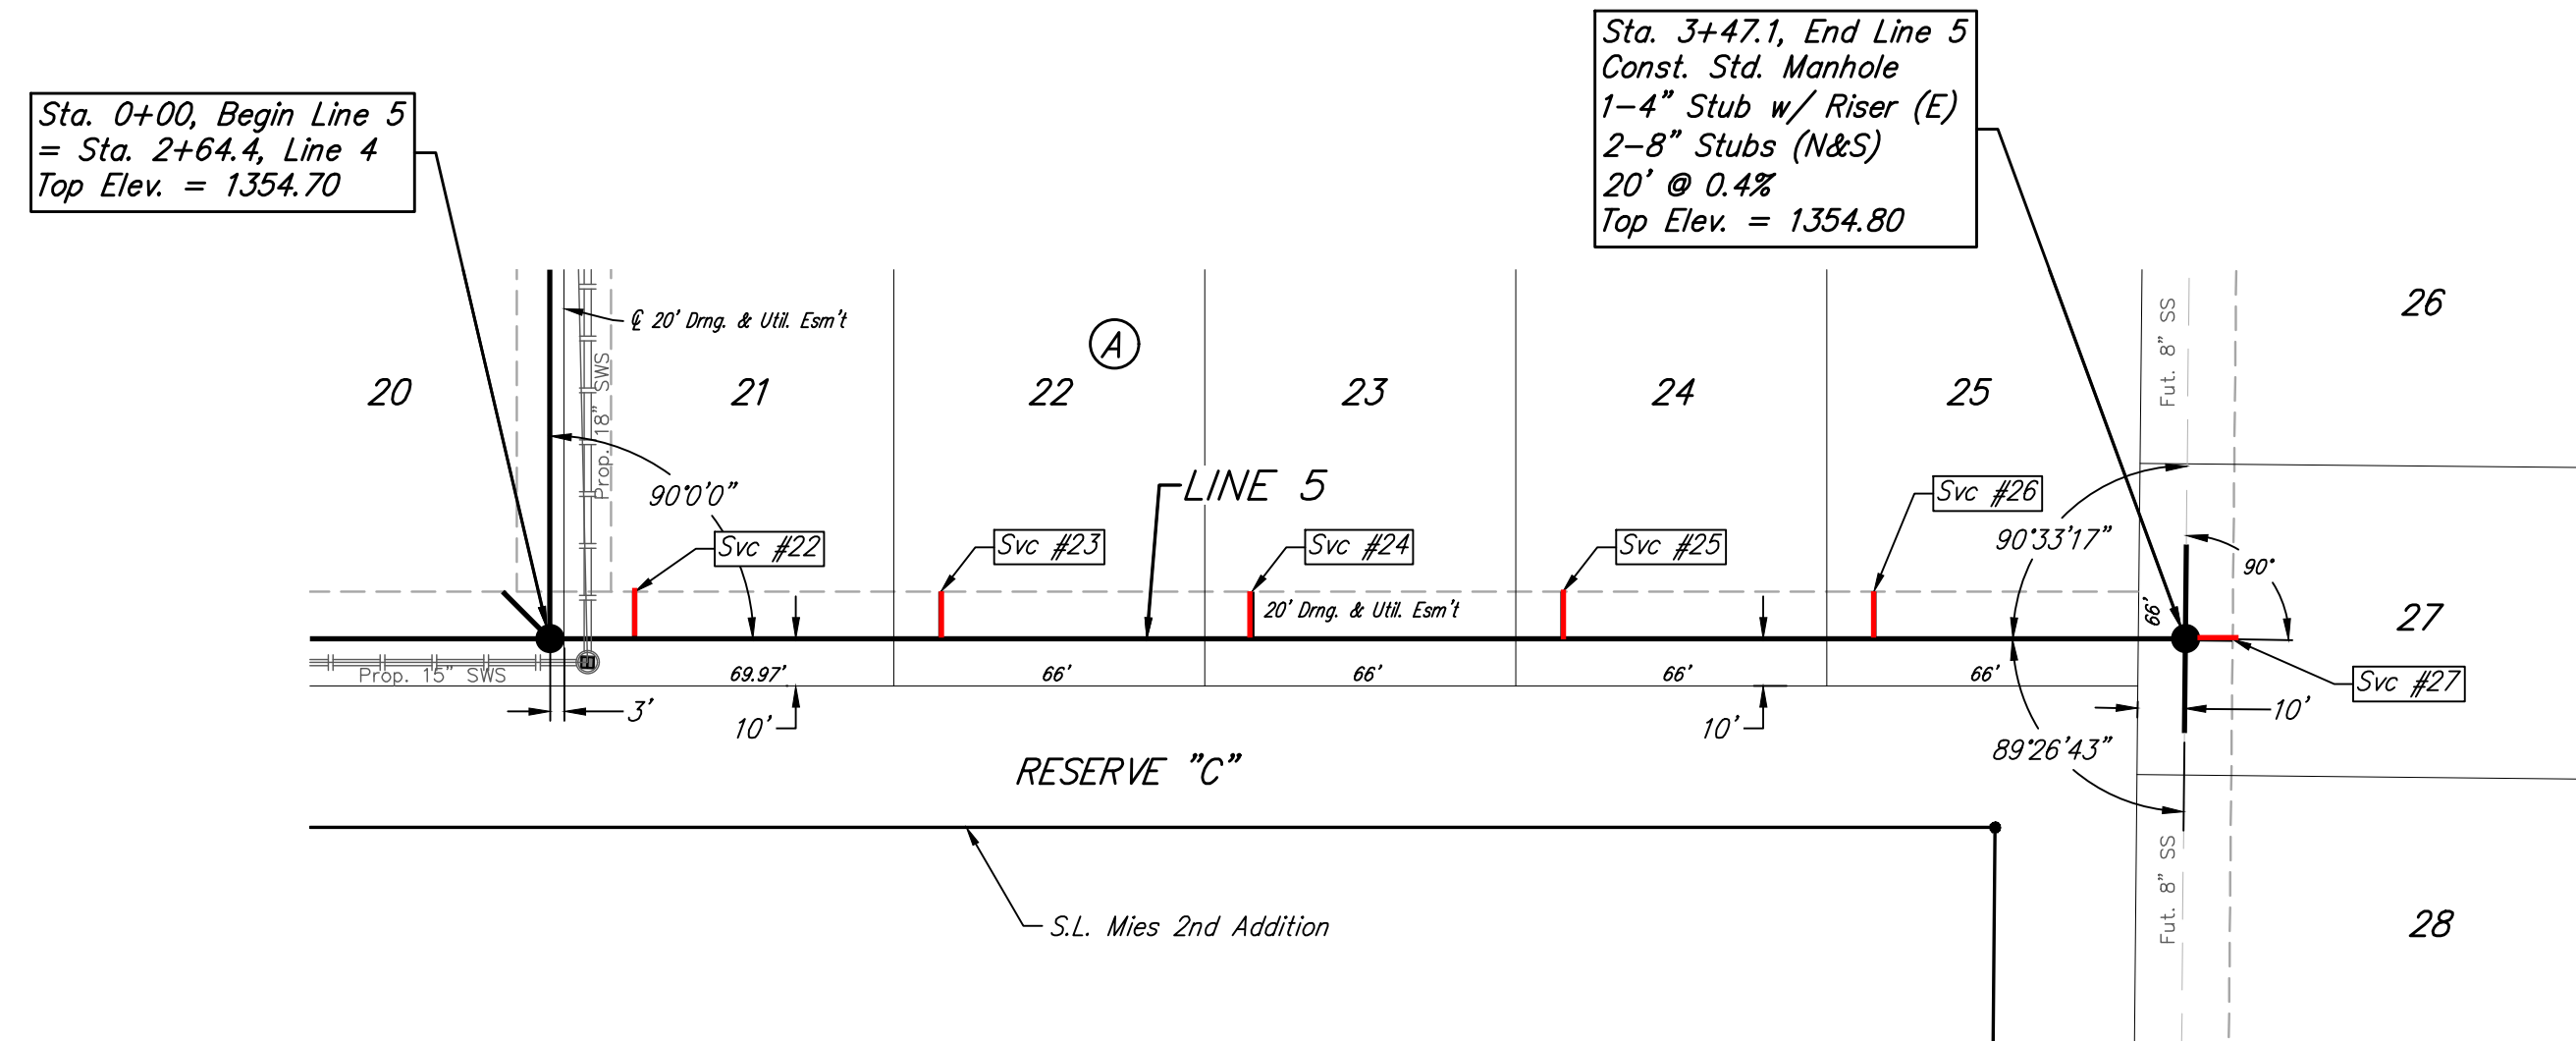 Sta. 3+47.1, End Line 5
Const. Std. Manhole
1-4" Stub w/ Riser (E)
2-8" Stubs (N&S)
20' @ 0.4%
Top Elev. = 1354.80
Sta. 0+00, Begin Line 5
= Sta. 2+64.4, Line 4
Top Elev. = 1354.70
℄ 20' Drng. & Util. Esm't
A
Prop. 18" SWS
Fut. 8" SS
20
21
22
23
24
25
26
90°0'0"
LINE 5
Svc #22
Svc #23
Svc #24
Svc #25
Svc #26
90°33'17"
90°
66'
27
20' Drng. & Util. Esm't
Prop. 15" SWS
69.97'
66'
66'
66'
66'
Svc #27
3'
10'
10'
10'
89°26'43"
RESERVE "C"
Fut. 8" SS
28
S.L. Mies 2nd Addition